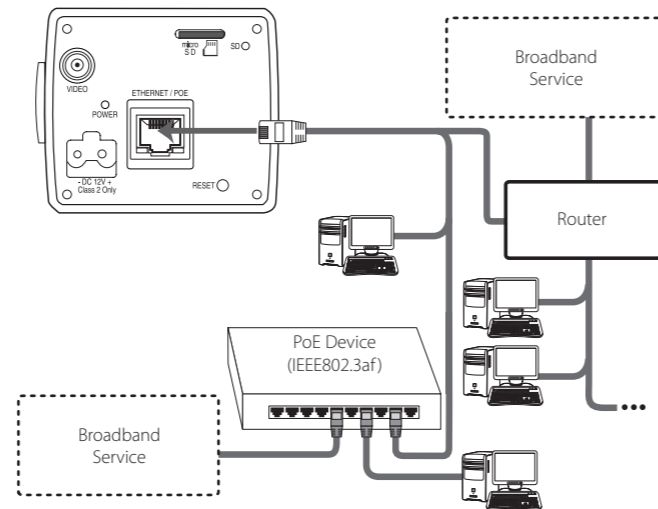 micro
S D
SD
VIDEO
ETHERNET / POE
POWER
- DC 12V +
Class 2 Only
RESET
Broadband
Service
Router
PoE Device
(IEEE802.3af)
Broadband
Service